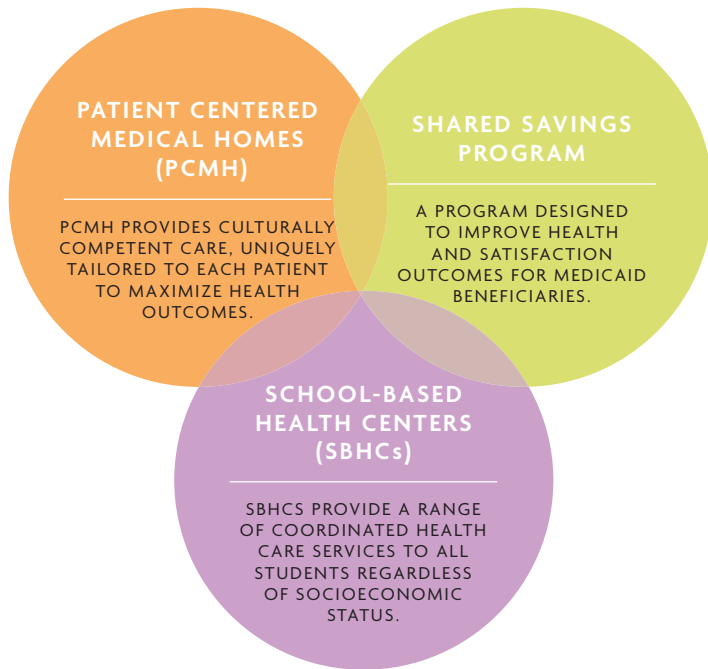 PATIENT CENTERED
MEDICAL HOMES
(PCMH)
PCMH PROVIDES CULTURALLY
COMPETENT CARE, UNIQUELY
TAILORED TO EACH PATIENT
TO MAXIMIZE HEALTH
OUTCOMES.
SHARED SAVINGS
PROGRAM
A PROGRAM DESIGNED
TO IMPROVE HEALTH
AND SATISFACTION
OUTCOMES FOR MEDICAID
BENEFICIARIES.
SCHOOL-BASED
HEALTH CENTERS
(SBHCs)
SBHCS PROVIDE A RANGE
OF COORDINATED HEALTH
CARE SERVICES TO ALL
STUDENTS REGARDLESS
OF SOCIOECONOMIC
STATUS.